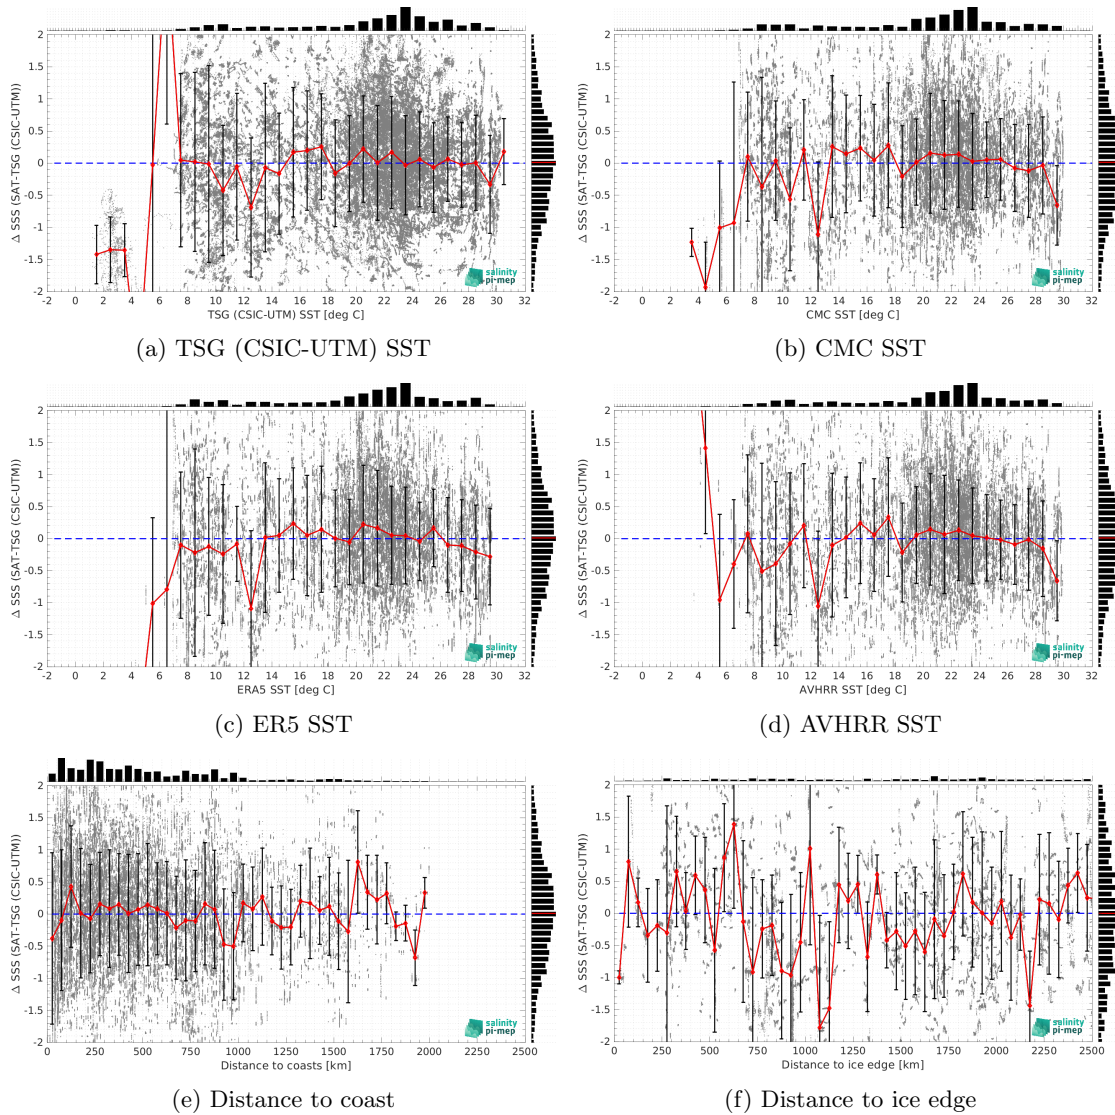 2
1.5
1
0.5
0
-0.5
-1
-1.5
-2
Δ SSS (SAT-TSG (CSIC-UTM))
-2 0 2 4 6 8 10 12 14 16 18 20 22 24 26 28 30 32
TSG (CSIC-UTM) SST [deg C]
salinity
pi-mep
(a) TSG (CSIC-UTM) SST
2
1.5
1
0.5
0
-0.5
-1
-1.5
-2
Δ SSS (SAT-TSG (CSIC-UTM))
-2 0 2 4 6 8 10 12 14 16 18 20 22 24 26 28 30 32
CMC SST [deg C]
salinity
pi-mep
(b) CMC SST
2
1.5
1
0.5
0
-0.5
-1
-1.5
-2
Δ SSS (SAT-TSG (CSIC-UTM))
-2 0 2 4 6 8 10 12 14 16 18 20 22 24 26 28 30 32
ERA5 SST [deg C]
salinity
pi-mep
(c) ER5 SST
2
1.5
1
0.5
0
-0.5
-1
-1.5
-2
Δ SSS (SAT-TSG (CSIC-UTM))
-2 0 2 4 6 8 10 12 14 16 18 20 22 24 26 28 30 32
AVHRR SST [deg C]
salinity
pi-mep
(d) AVHRR SST
2
1.5
1
0.5
0
-0.5
-1
-1.5
-2
Δ SSS (SAT-TSG (CSIC-UTM))
0 250 500 750 1000 1250 1500 1750 2000 2250 2500
Distance to coasts [km]
salinity
pi-mep
(e) Distance to coast
2
1.5
1
0.5
0
-0.5
-1
-1.5
-2
Δ SSS (SAT-TSG (CSIC-UTM))
0 250 500 750 1000 1250 1500 1750 2000 2250 2500
Distance to ice edge [km]
salinity
pi-mep
(f) Distance to ice edge